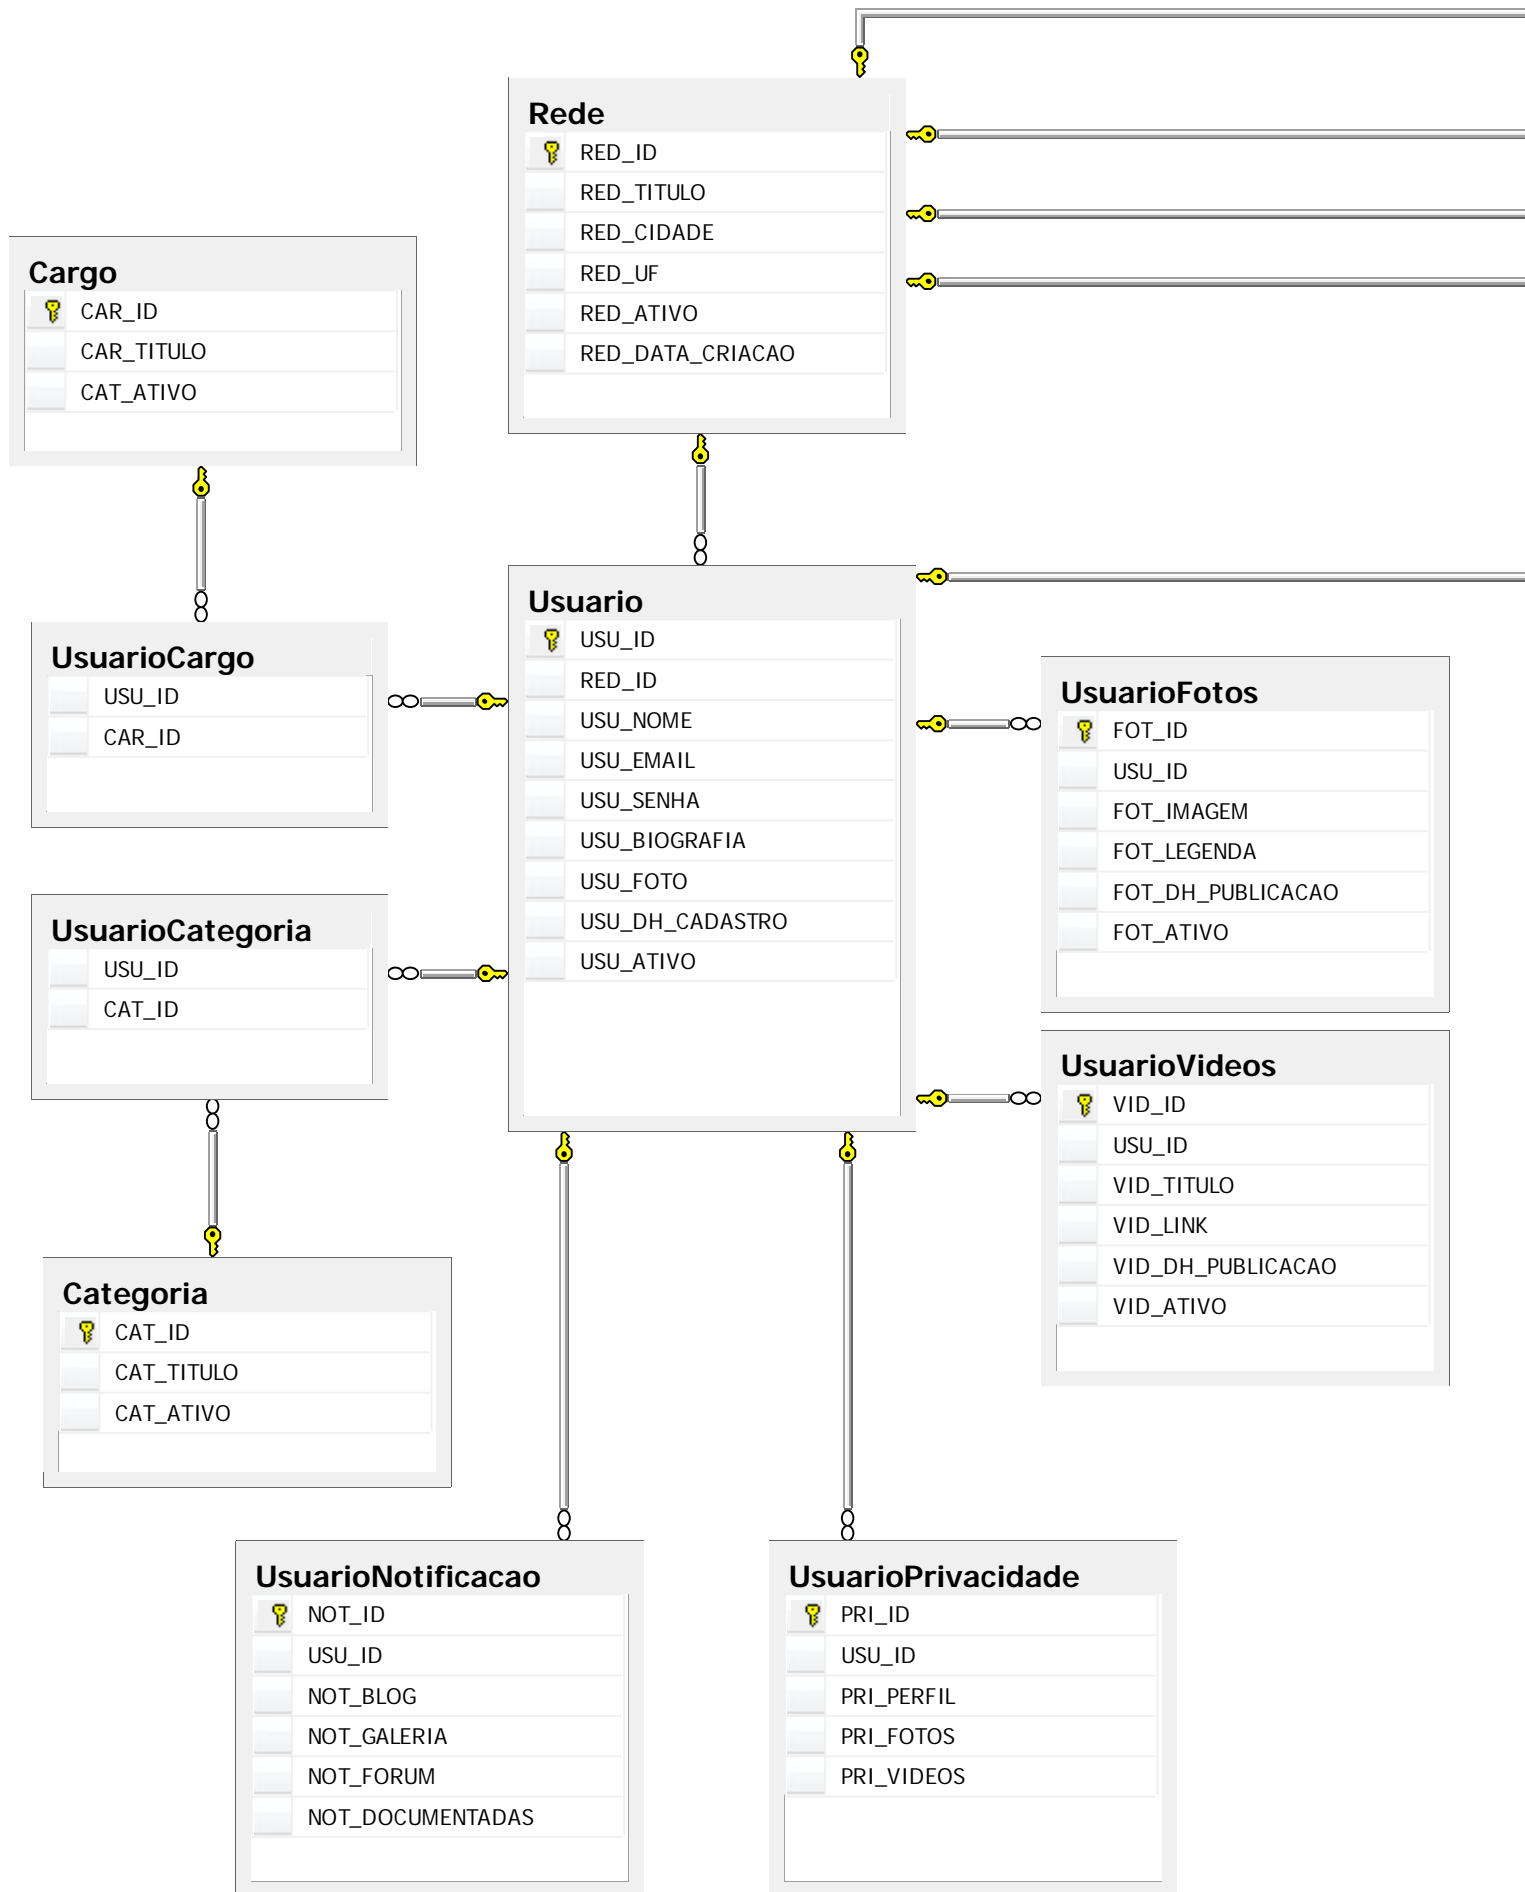 Rede
RED_ID
RED_TITULO
RED_CIDADE
RED_UF
RED_ATIVO
RED_DATA_CRIACAO
Cargo
CAR_ID
CAR_TITULO
CAT_ATIVO
Usuario
USU_ID
RED_ID
USU_NOME
USU_EMAIL
USU_SENHA
USU_BIOGRAFIA
USU_FOTO
USU_DH_CADASTRO
USU_ATIVO
UsuarioCargo
USU_ID
CAR_ID
UsuarioFotos
FOT_ID
USU_ID
FOT_IMAGEM
FOT_LEGENDA
FOT_DH_PUBLICACAO
FOT_ATIVO
UsuarioCategoria
USU_ID
CAT_ID
UsuarioVideos
VID_ID
USU_ID
VID_TITULO
VID_LINK
VID_DH_PUBLICACAO
VID_ATIVO
Categoria
CAT_ID
CAT_TITULO
CAT_ATIVO
UsuarioNotificacao
NOT_ID
USU_ID
NOT_BLOG
NOT_GALERIA
NOT_FORUM
NOT_DOCUMENTADAS
UsuarioPrivacidade
PRI_ID
USU_ID
PRI_PERFIL
PRI_FOTOS
PRI_VIDEOS